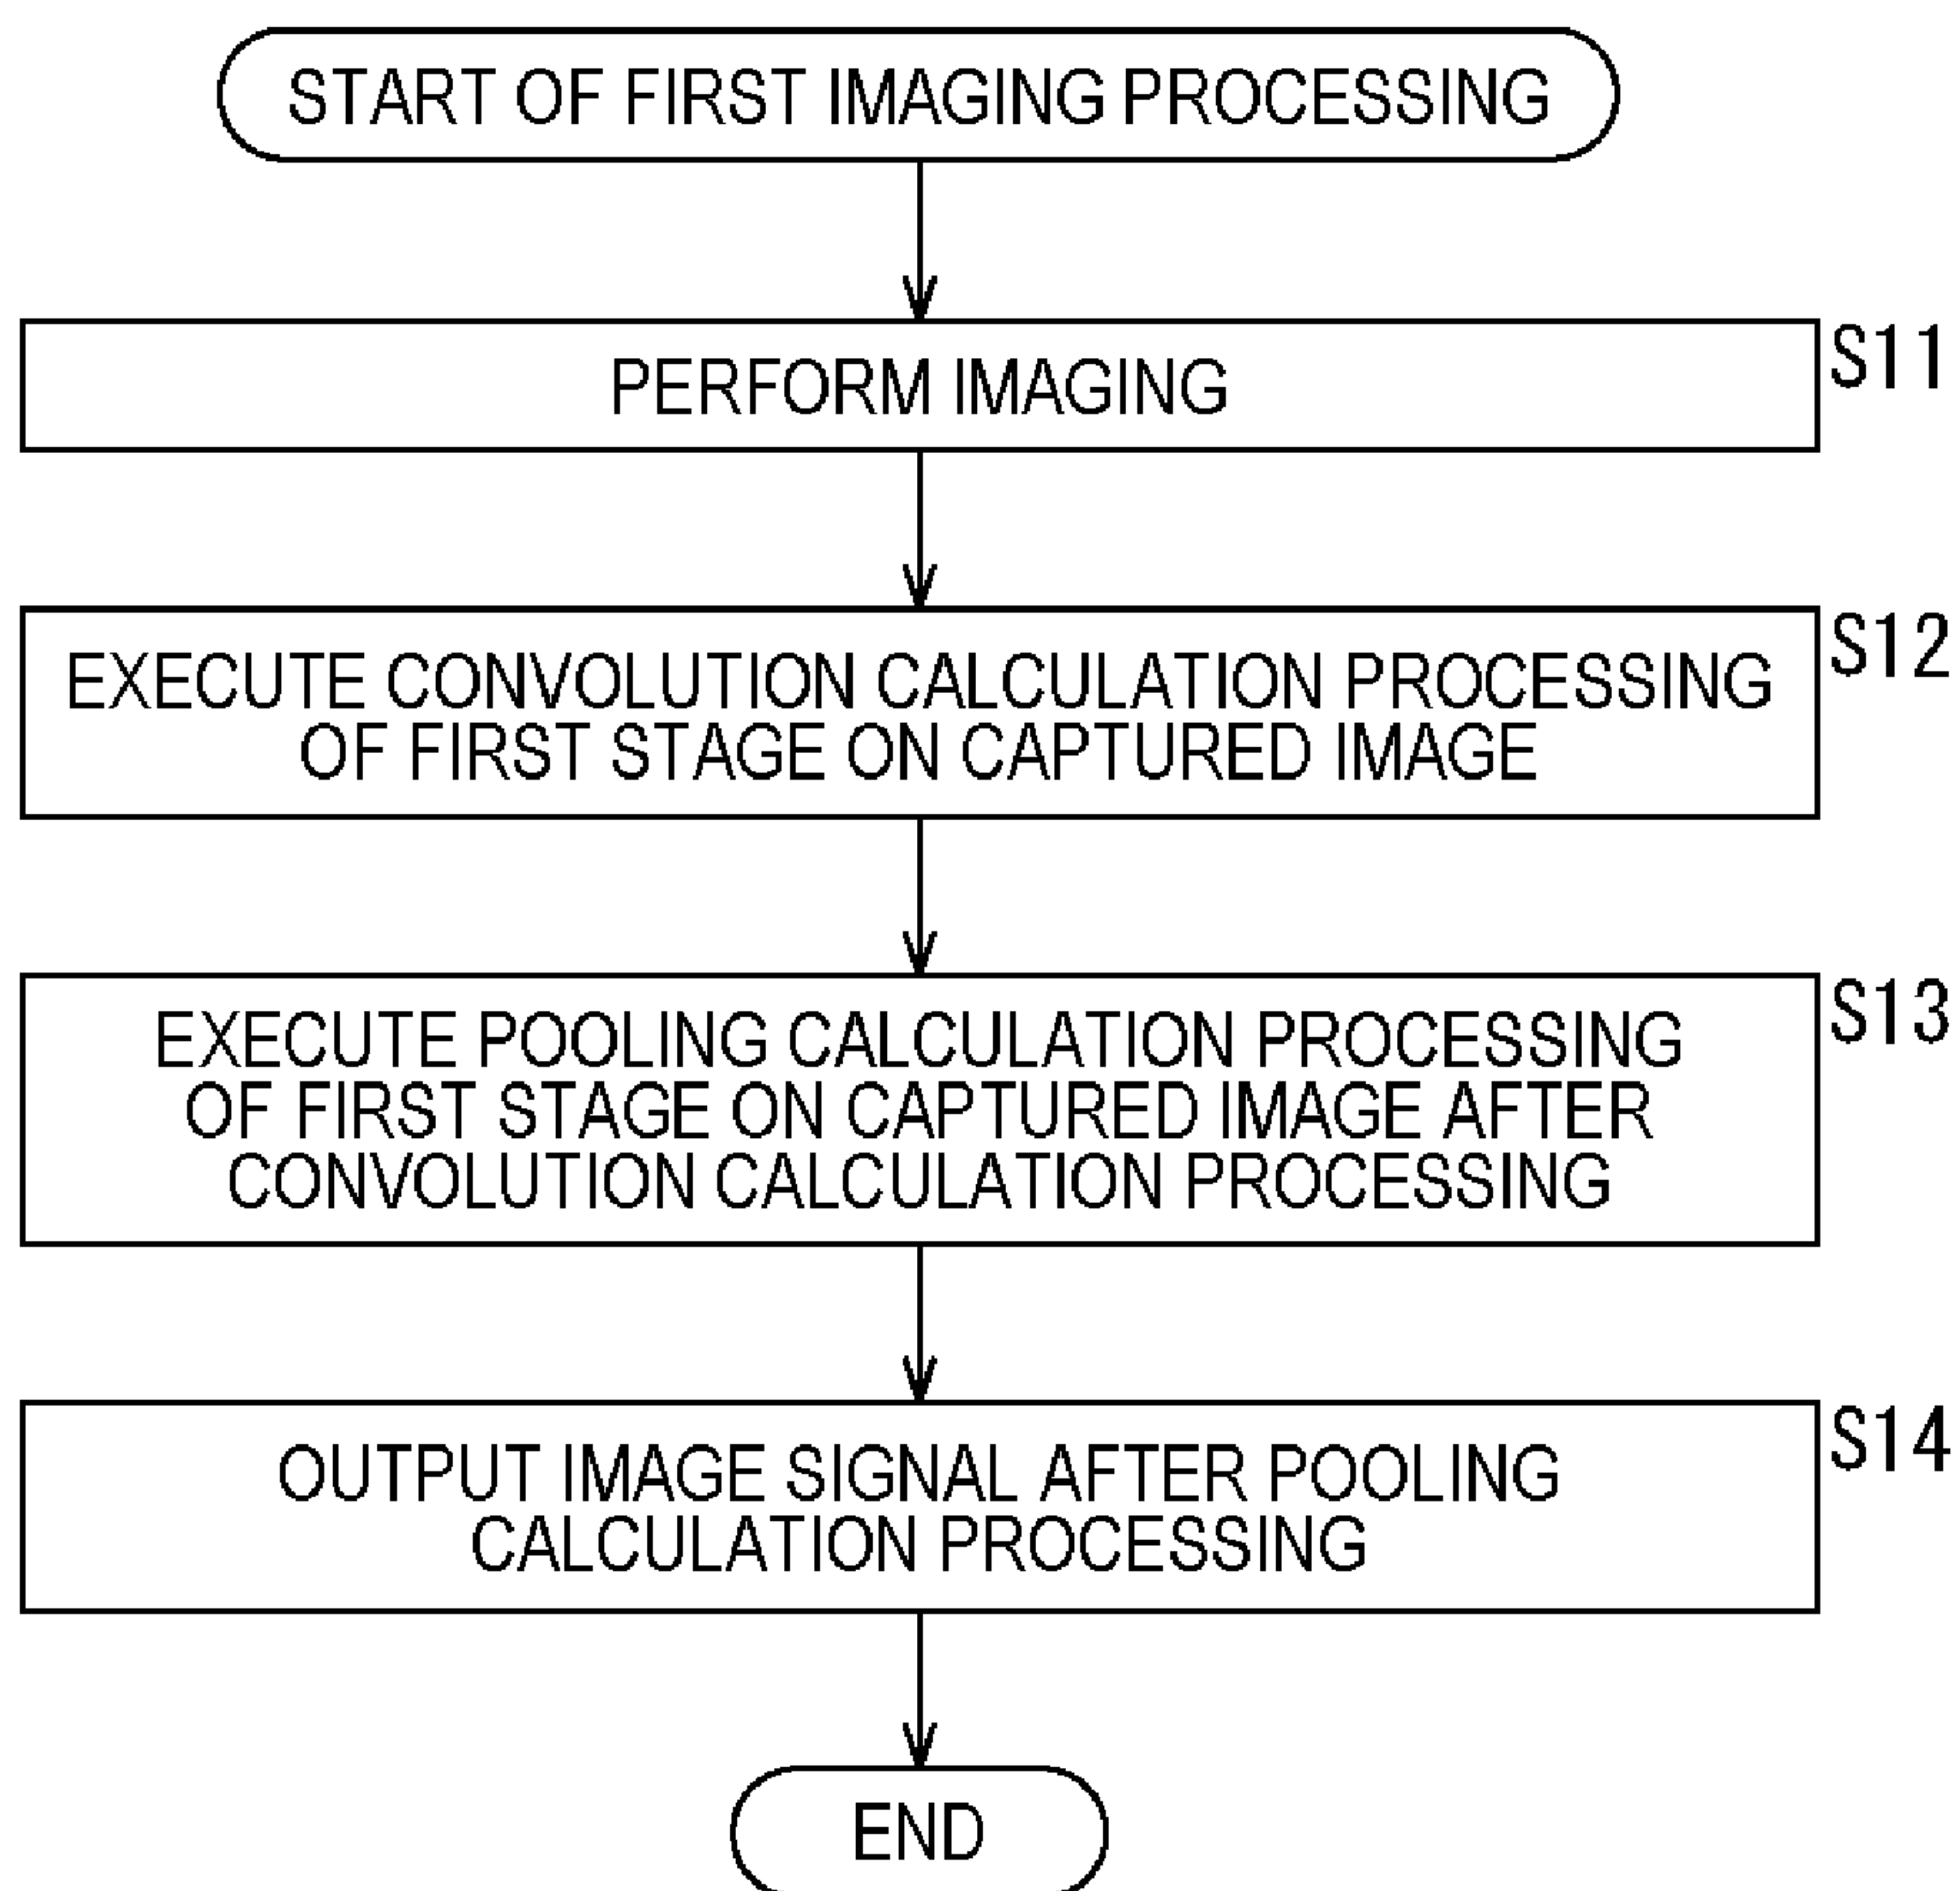 START OF FIRST IMAGING PROCESSING
PERFORM IMAGING
S11
EXECUTE CONVOLUTION CALCULATION PROCESSING
OF FIRST STAGE ON CAPTURED IMAGE
S12
EXECUTE POOLING CALCULATION PROCESSING
OF FIRST STAGE ON CAPTURED IMAGE AFTER
CONVOLUTION CALCULATION PROCESSING
S13
OUTPUT IMAGE SIGNAL AFTER POOLING
CALCULATION PROCESSING
S14
END